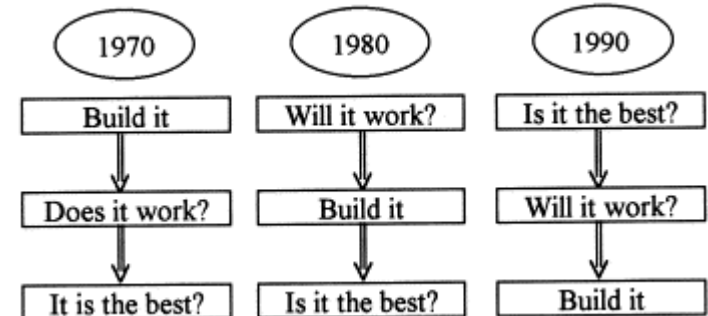 1970
1980
1990
Build it
Will it work?
Is it the best?
Does it work?
Build it
Will it work?
It is the best?
Is it the best?
Build it